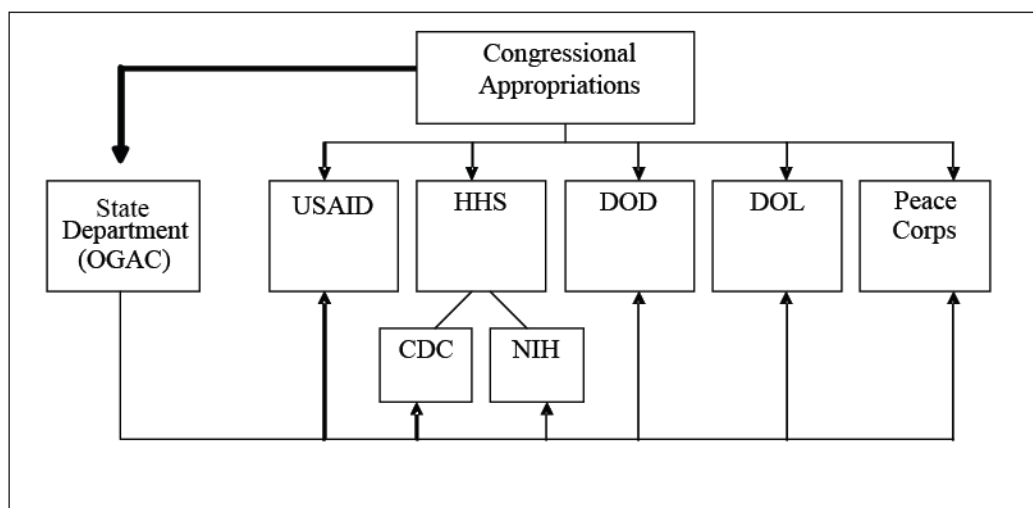 Congressional
Appropriations
State
Department
(OGAC)
USAID
HHS
DOD
DOL
Peace
Corps
CDC
NIH